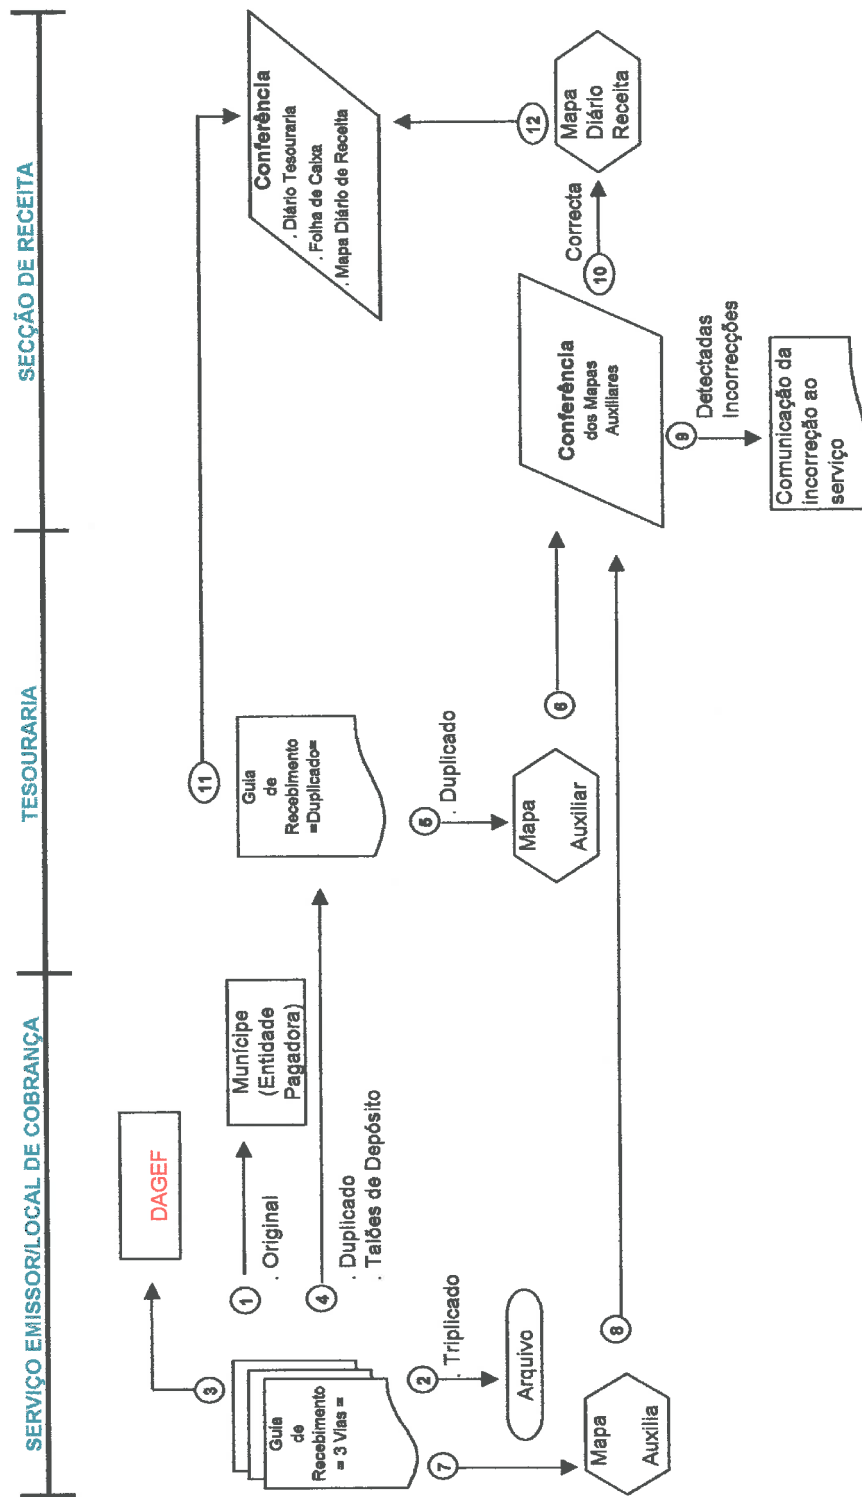 SERVIÇO EMISSOR/LOCAL DE COBRANÇA
TESOURARIA
SECÇÃO DE RECEITA
DAGEF
3
Guia
de
Recebimento
= 3 Vias =
1
. Original
Munícipe
(Entidade
Pagadora)
4
. Duplicado
. Talões de Depósito
2
. Triplicado
Arquivo
7
Mapa
Auxilia
8
11
Guia
de
Recebimento
=Duplicado=
5
. Duplicado
Mapa
Auxiliar
6
Conferência
. Diário Tesouraria
. Folha de Caixa
. Mapa Diário de Receita
12
Mapa
Diário
Receita
Correcta
10
Conferência
dos Mapas
Auxiliares
9
Detectadas
Incorrecções
Comunicação da
incorreção ao
serviço